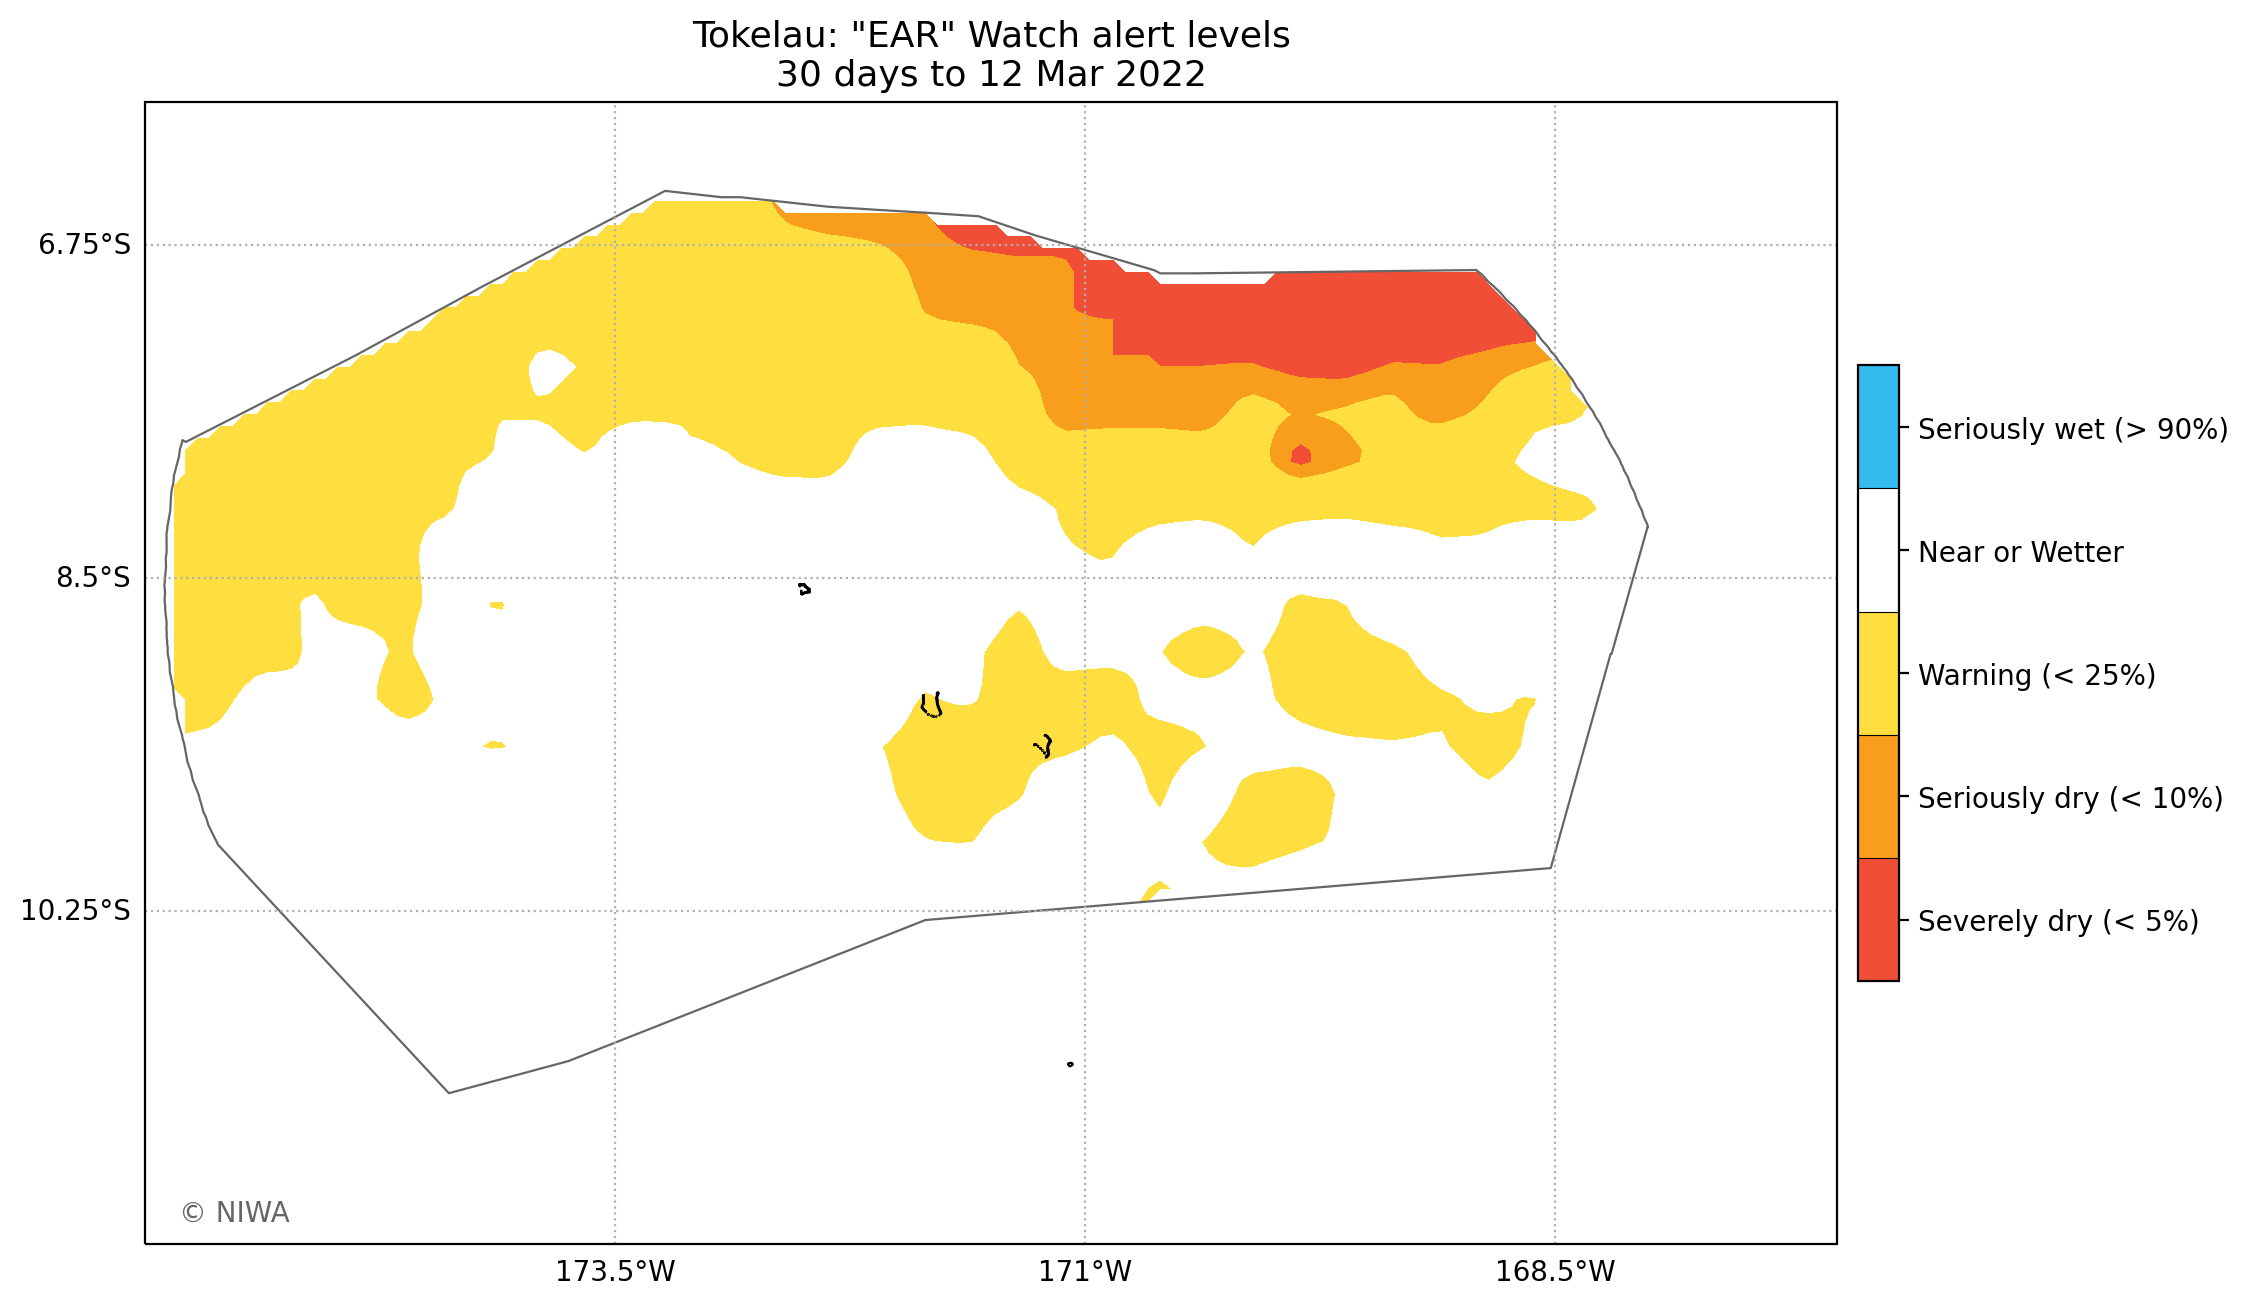 Tokelau: "EAR" Watch alert levels
30 days to 12 Mar 2022
6.75°S
8.5°S
10.25°S
173.5°W
171°W
168.5°W
Seriously wet (> 90%)
Near or Wetter
Warning (< 25%)
Seriously dry (< 10%)
Severely dry (< 5%)
© NIWA